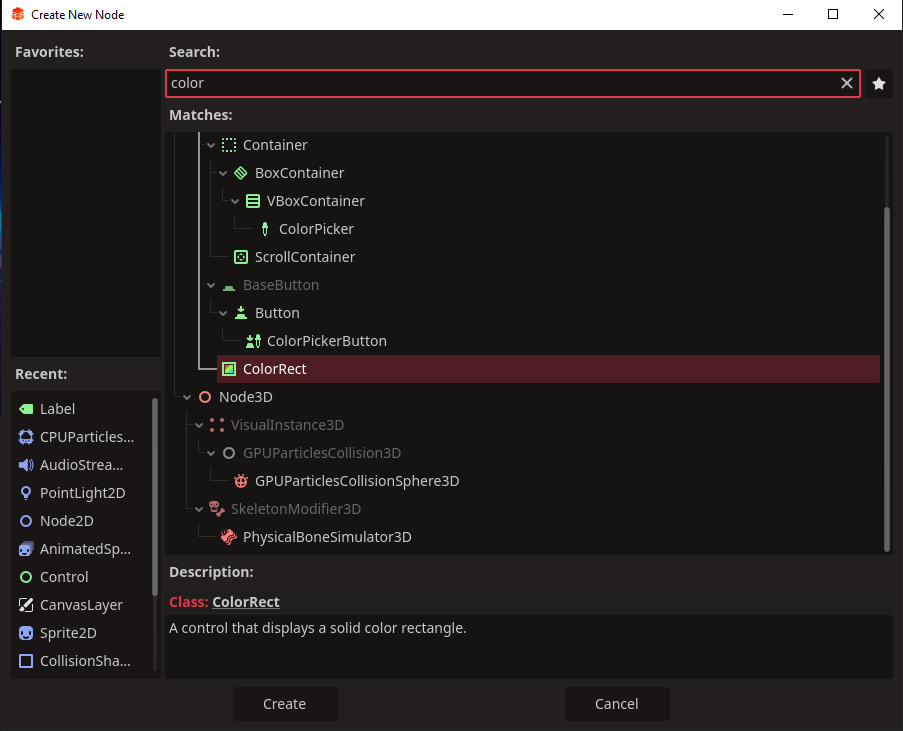 Create New Node
Favorites:
Search:
color
Matches:
Container
BoxContainer
VBoxContainer
ColorPicker
ScrollContainer
BaseButton
Button
ColorPickerButton
ColorRect
Node3D
VisualInstance3D
GPUParticlesCollision3D
GPUParticlesCollisionSphere3D
SkeletonModifier3D
PhysicalBoneSimulator3D
Recent:
Label
CPUParticles...
AudioStrea...
PointLight2D
Node2D
AnimatedSp...
Control
CanvasLayer
Sprite2D
CollisionSha...
Description:
Class: ColorRect
A control that displays a solid color rectangle.
Create
Cancel